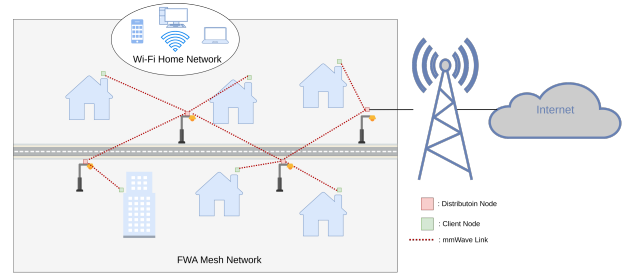 Wi-Fi Home Network
Internet
: Distributoin Node
: Client Node
: mmWave Link
FWA Mesh Network